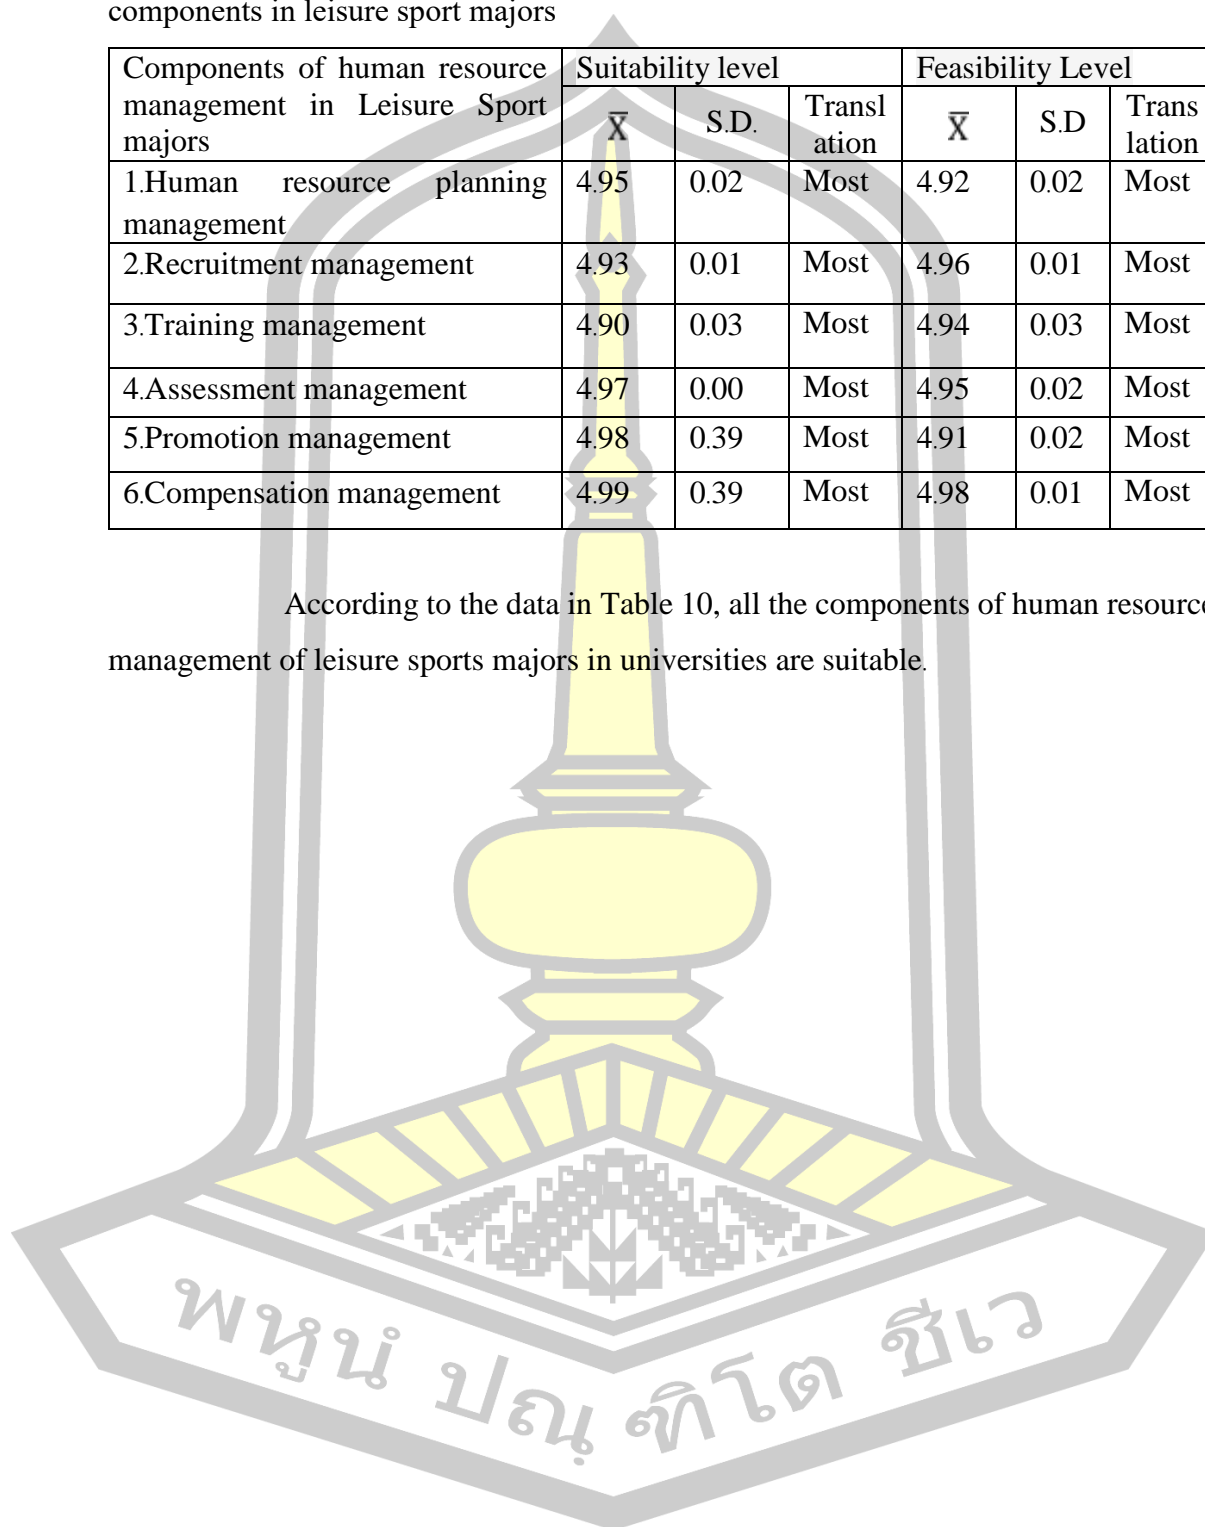 components in leisure sport majors
Components of human resource management in Leisure Sport majors | Suitability level | Feasibility Level
X̅ | S.D. | Transl ation | X̅ | S.D | Trans lation
1.Human resource planning management | 4.95 | 0.02 | Most | 4.92 | 0.02 | Most
2.Recruitment management | 4.93 | 0.01 | Most | 4.96 | 0.01 | Most
3.Training management | 4.90 | 0.03 | Most | 4.94 | 0.03 | Most
4.Assessment management | 4.97 | 0.00 | Most | 4.95 | 0.02 | Most
5.Promotion management | 4.98 | 0.39 | Most | 4.91 | 0.02 | Most
6.Compensation management | 4.99 | 0.39 | Most | 4.98 | 0.01 | Most
According to the data in Table 10, all the components of human resource
management of leisure sports majors in universities are suitable.
พหูนํ ปณฺฑิโต ชีเว